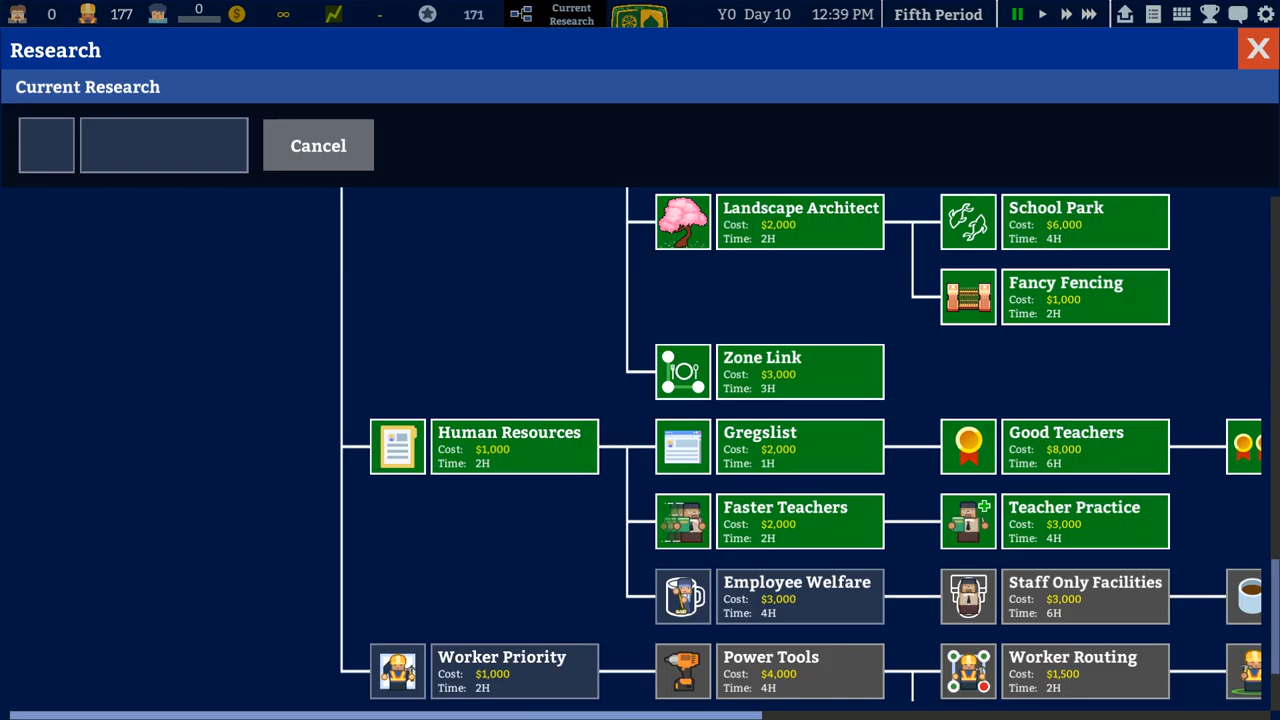 0 177 0 ∞ - 171 Current Research Y0 Day 10 12:39 PM Fifth Period
Research X
Current Research
Cancel
Landscape Architect
Cost: $2,000
Time: 2H
School Park
Cost: $6,000
Time: 4H
Fancy Fencing
Cost: $1,000
Time: 2H
Zone Link
Cost: $3,000
Time: 3H
Human Resources
Cost: $1,000
Time: 2H
Gregslist
Cost: $2,000
Time: 1H
Good Teachers
Cost: $8,000
Time: 6H
Faster Teachers
Cost: $2,000
Time: 2H
Teacher Practice
Cost: $3,000
Time: 4H
Employee Welfare
Cost: $3,000
Time: 4H
Staff Only Facilities
Cost: $3,000
Time: 6H
Worker Priority
Cost: $1,000
Time: 2H
Power Tools
Cost: $4,000
Time: 4H
Worker Routing
Cost: $1,500
Time: 2H